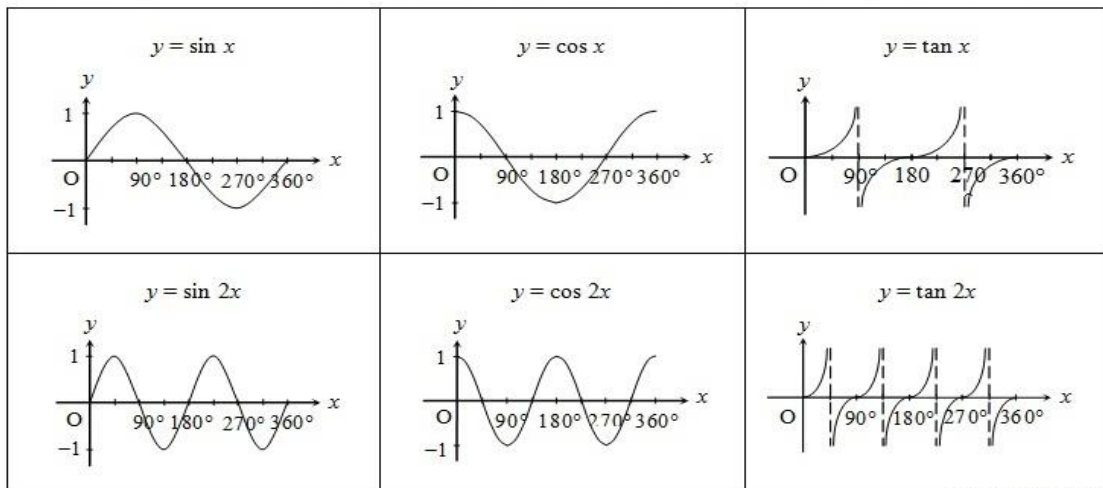 y = sin x
y
1
O
90° 180° 270° 360°
x
−1
y = cos x
y
1
O
90° 180° 270° 360°
x
−1
y = tan x
y
O
90° 180 270 360°
x
y = sin 2x
y
1
O
90° 180° 270° 360°
x
−1
y = cos 2x
y
1
O
90° 180° 270° 360°
x
−1
y = tan 2x
y
O
90° 180° 270° 360°
x